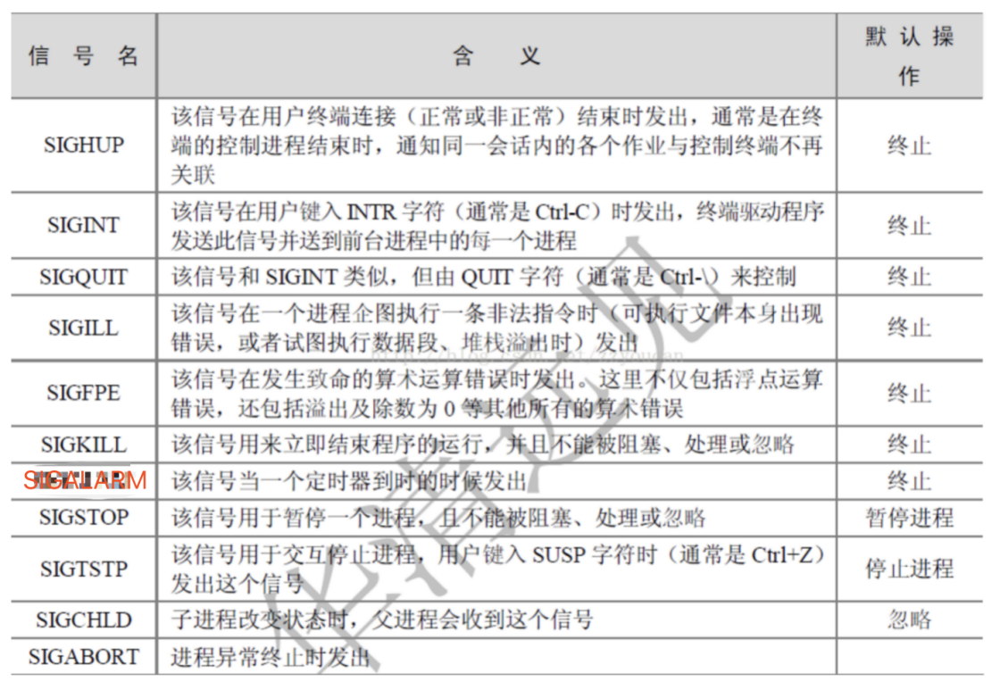 信 号 名
含 义
默 认 操
作
SIGHUP
该信号在用户终端连接（正常或非正常）结束时发出，通常是在终
端的控制进程结束时，通知同一会话内的各个作业与控制终端不再
关联
终止
SIGINT
该信号在用户键入 INTR 字符（通常是 Ctrl-C）时发出，终端驱动程序
发送此信号并送到前台进程中的每一个进程
终止
SIGQUIT
该信号和 SIGINT 类似，但由 QUIT 字符（通常是 Ctrl-\）来控制
终止
SIGILL
该信号在一个进程企图执行一条非法指令时（可执行文件本身出现
错误，或者试图执行数据段、堆栈溢出时）发出
终止
SIGFPE
该信号在发生致命的算术运算错误时发出。这里不仅包括浮点运算
错误，还包括溢出及除数为 0 等其他所有的算术错误
终止
SIGKILL
该信号用来立即结束程序的运行，并且不能被阻塞、处理或忽略
终止
SIGALARM
该信号当一个定时器到时的时候发出
终止
SIGSTOP
该信号用于暂停一个进程，且不能被阻塞、处理或忽略
暂停进程
SIGTSTP
该信号用于交互停止进程，用户键入 SUSP 字符时（通常是 Ctrl+Z）
发出这个信号
停止进程
SIGCHLD
子进程改变状态时，父进程会收到这个信号
忽略
SIGABORT
进程异常终止时发出
华清远见